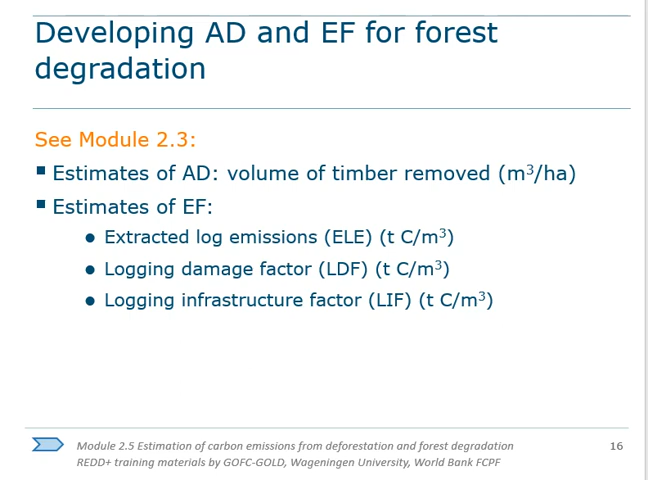 Developing AD and EF for forest
degradation
See Module 2.3:
▪ Estimates of AD: volume of timber removed (m³/ha)
▪ Estimates of EF:
● Extracted log emissions (ELE) (t C/m³)
● Logging damage factor (LDF) (t C/m³)
● Logging infrastructure factor (LIF) (t C/m³)
Module 2.5 Estimation of carbon emissions from deforestation and forest degradation 16
REDD+ training materials by GOFC-GOLD, Wageningen University, World Bank FCPF